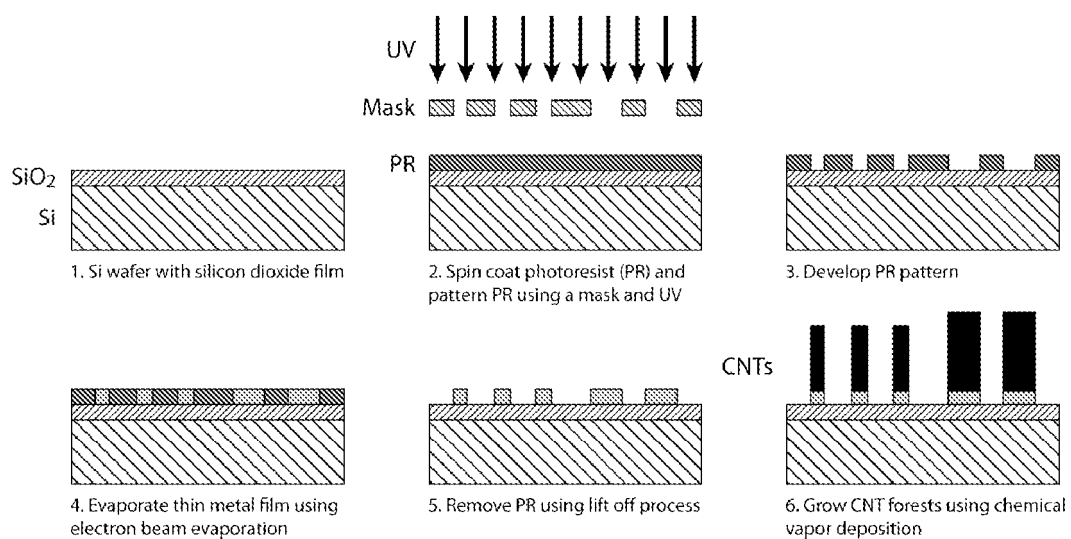 UV
Mask
PR
SiO₂
Si
1. Si wafer with silicon dioxide film
2. Spin coat photoresist (PR) and
pattern PR using a mask and UV
3. Develop PR pattern
CNTs
4. Evaporate thin metal film using
electron beam evaporation
5. Remove PR using lift off process
6. Grow CNT forests using chemical
vapor deposition